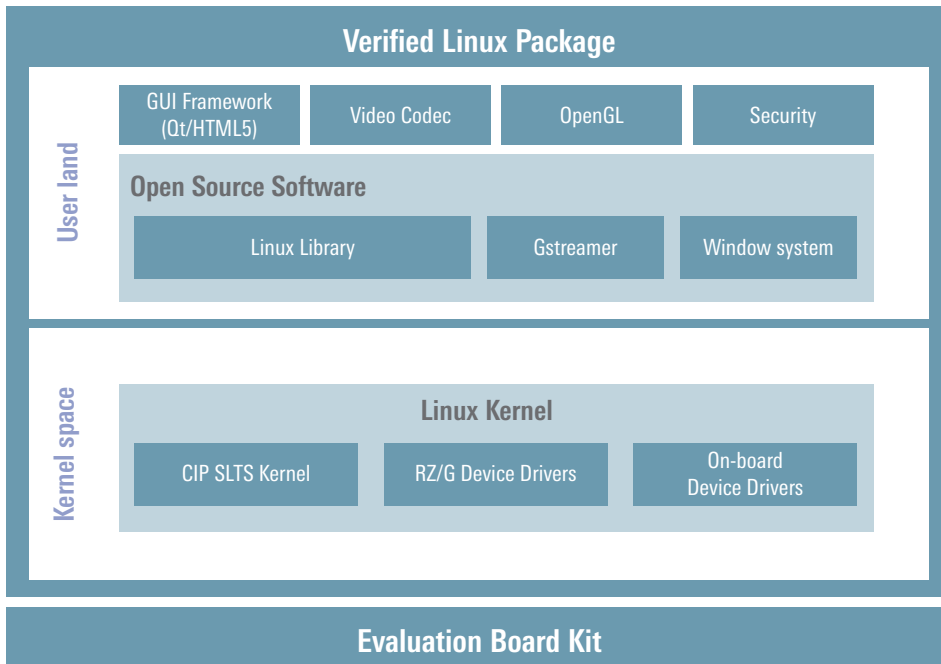 Verified Linux Package
User land
GUI Framework
(Qt/HTML5)
Video Codec
OpenGL
Security
Open Source Software
Linux Library
Gstreamer
Window system
Kernel space
Linux Kernel
CIP SLTS Kernel
RZ/G Device Drivers
On-board
Device Drivers
Evaluation Board Kit